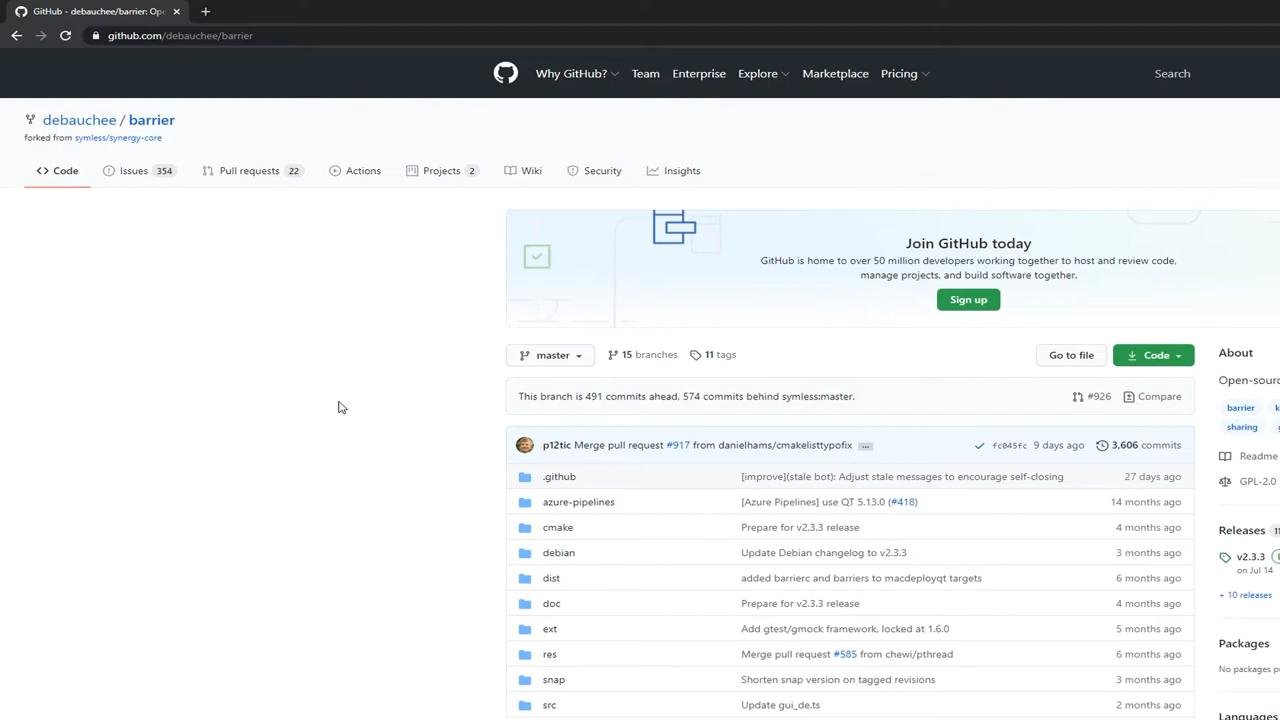 GitHub - debauchee/barrier: Ope
github.com/debauchee/barrier
Why GitHub? Team Enterprise Explore Marketplace Pricing Search
debauchee / barrier
forked from symless/synergy-core
Code Issues 354 Pull requests 22 Actions Projects 2 Wiki Security Insights
Join GitHub today
GitHub is home to over 50 million developers working together to host and review code,
manage projects, and build software together.
Sign up
master 15 branches 11 tags Go to file Code
This branch is 491 commits ahead, 574 commits behind symless:master. #926 Compare
p12tic Merge pull request #917 from danielhams/cmakelisttypofix ... fc045fc 9 days ago 3,606 commits
.github [improve](stale bot): Adjust stale messages to encourage self-closing 27 days ago
azure-pipelines [Azure Pipelines] use QT 5.13.0 (#418) 14 months ago
cmake Prepare for v2.3.3 release 4 months ago
debian Update Debian changelog to v2.3.3 3 months ago
dist added barrierc and barriers to macdeployqt targets 6 months ago
doc Prepare for v2.3.3 release 4 months ago
ext Add gtest/gmock framework, locked at 1.6.0 5 months ago
res Merge pull request #585 from chewi/pthread 6 months ago
snap Shorten snap version on tagged revisions 3 months ago
src Update gui_de.ts 2 months ago
About
Open-sourc
barrier
sharing
Readme
GPL-2.0
Releases 11
v2.3.3
on Jul 14
+ 10 releases
Packages
No packages p
Languages